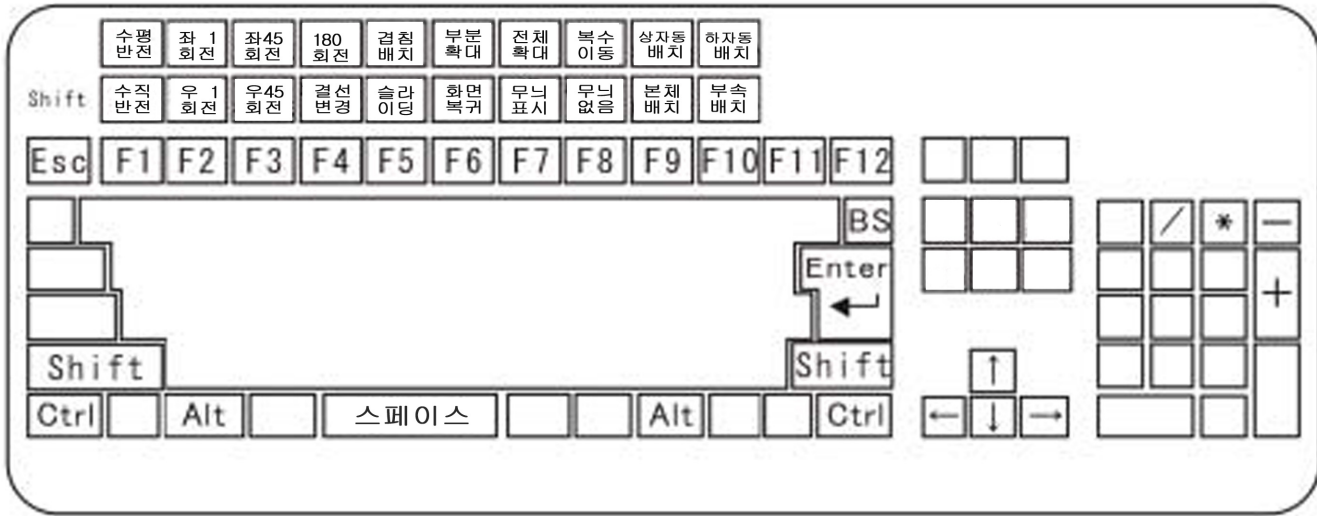 수평 반전 좌 1 회전 좌45 회전 180 회전 겹침 배치 부분 확대 전체 확대 복수 이동 상자동 배치 하자동 배치
Shift 수직 반전 우 1 회전 우45 회전 결선 변경 슬라 이딩 화면 복귀 무늬 표시 무늬 없음 본체 배치 부속 배치
Esc F1 F2 F3 F4 F5 F6 F7 F8 F9 F10 F11 F12
BS / * —
Enter +
←┘
Shift Shift ↑
Ctrl Alt 스페이스 Alt Ctrl ← ↓ →